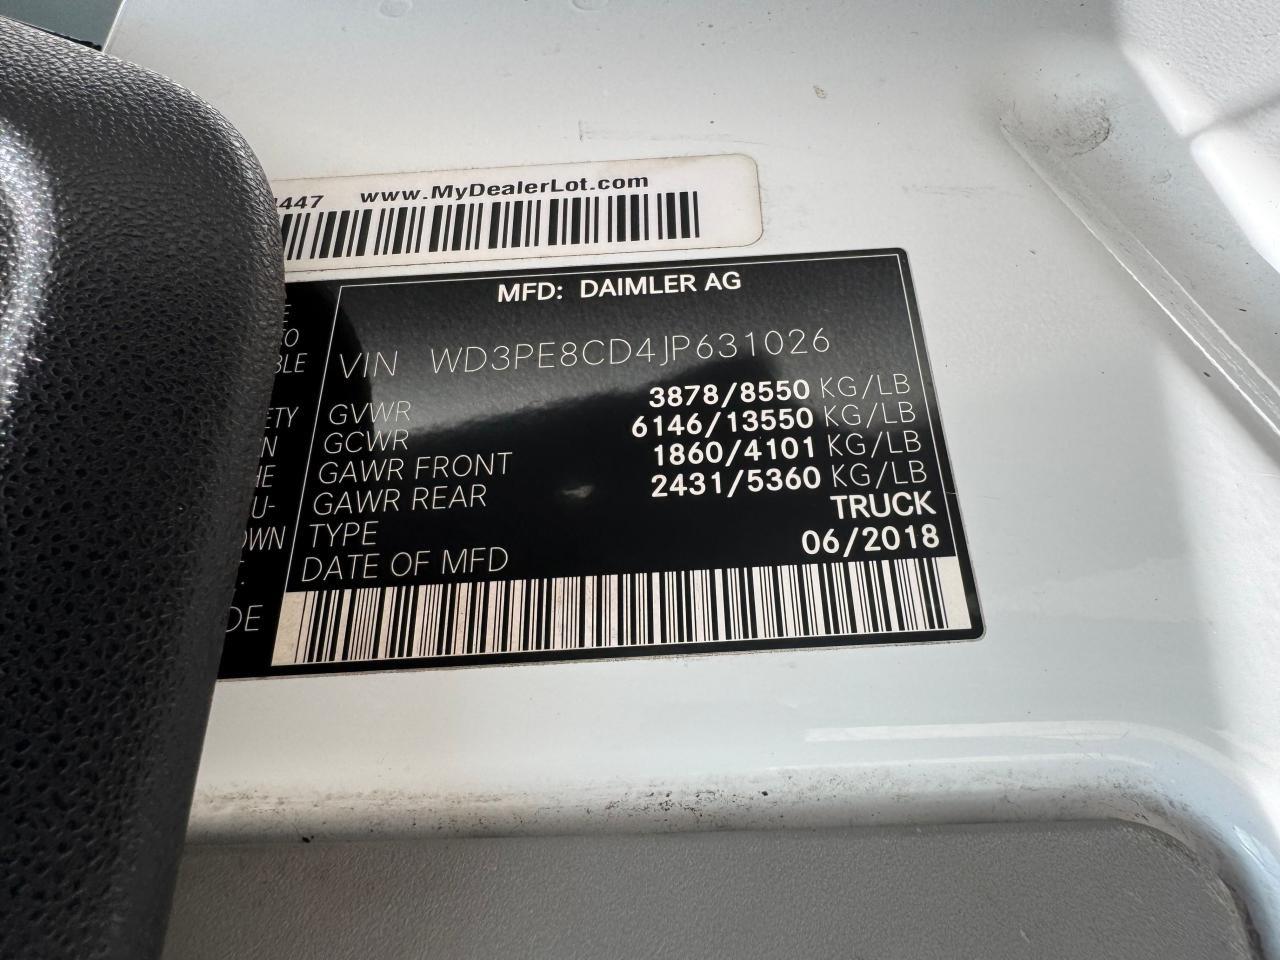 447 www.MyDealerLot.com
MFD: DAIMLER AG
VIN WD3PE8CD4JP631026
GVWR 3878/8550 KG/LB
GCWR 6146/13550 KG/LB
GAWR FRONT 1860/4101 KG/LB
GAWR REAR 2431/5360 KG/LB
TYPE TRUCK
DATE OF MFD 06/2018